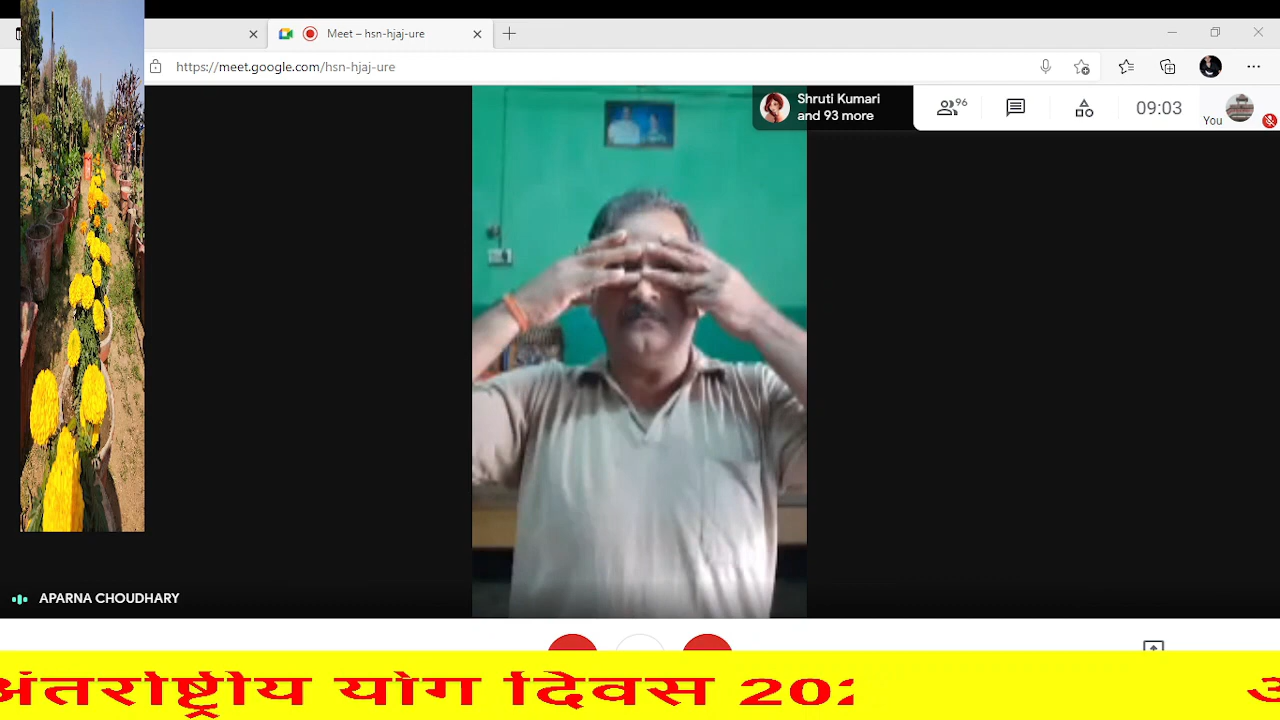 Meet – hsn-hjaj-ure
https://meet.google.com/hsn-hjaj-ure
Shruti Kumari
and 93 more
96
09:03
You
APARNA CHOUDHARY
अंतर्राष्ट्रीय योग दिवस